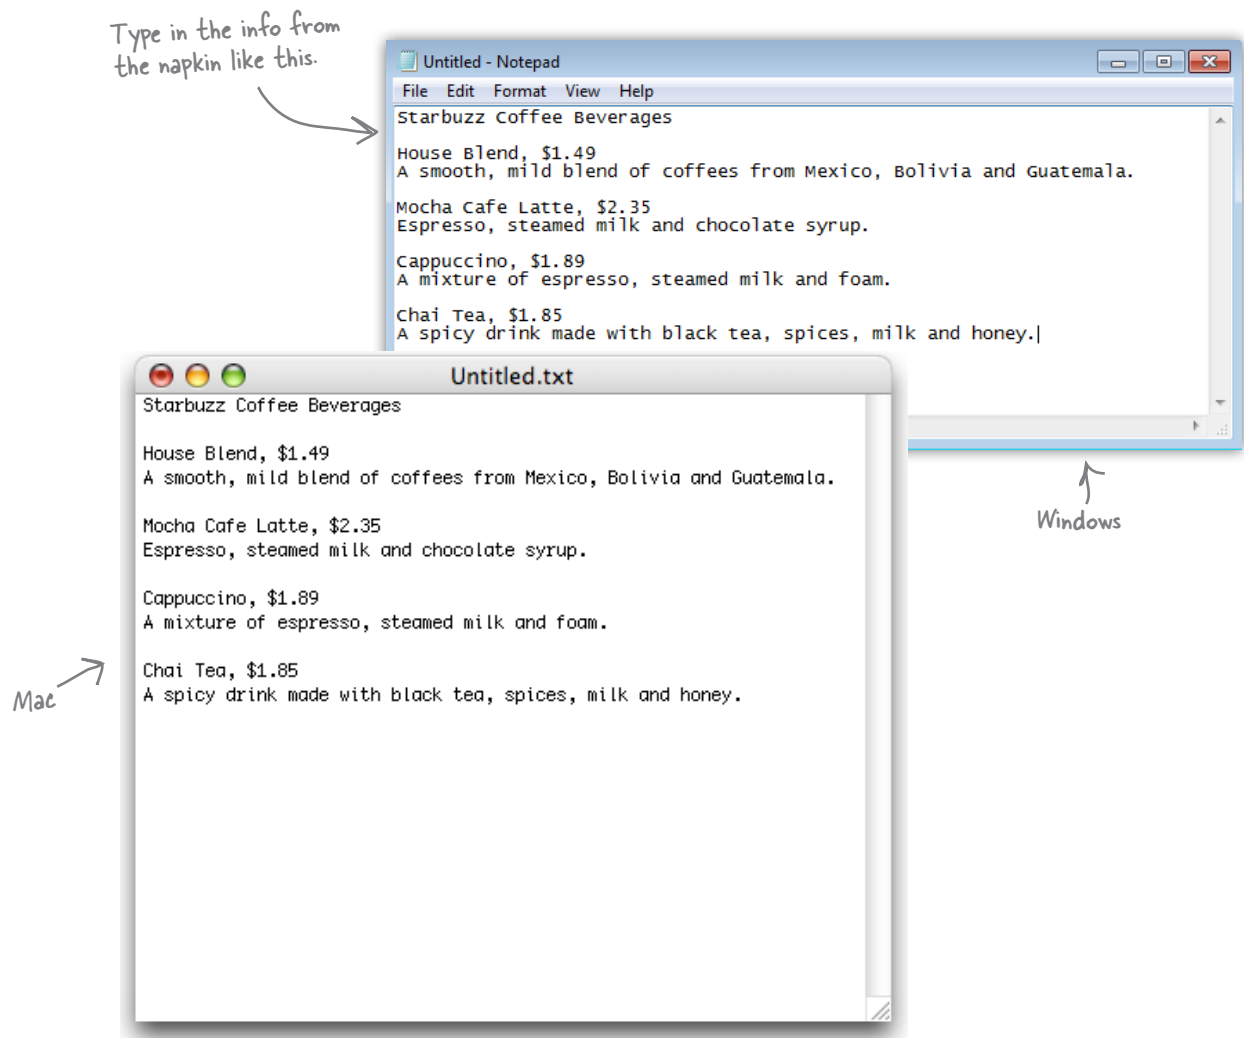 Type in the info from
the napkin like this.
Untitled - Notepad
File Edit Format View Help
Starbuzz Coffee Beverages
House Blend, $1.49
A smooth, mild blend of coffees from Mexico, Bolivia and Guatemala.
Mocha Cafe Latte, $2.35
Espresso, steamed milk and chocolate syrup.
Cappuccino, $1.89
A mixture of espresso, steamed milk and foam.
Chai Tea, $1.85
A spicy drink made with black tea, spices, milk and honey.
Windows
Untitled.txt
Starbuzz Coffee Beverages
House Blend, $1.49
A smooth, mild blend of coffees from Mexico, Bolivia and Guatemala.
Mocha Cafe Latte, $2.35
Espresso, steamed milk and chocolate syrup.
Cappuccino, $1.89
A mixture of espresso, steamed milk and foam.
Chai Tea, $1.85
A spicy drink made with black tea, spices, milk and honey.
Mac